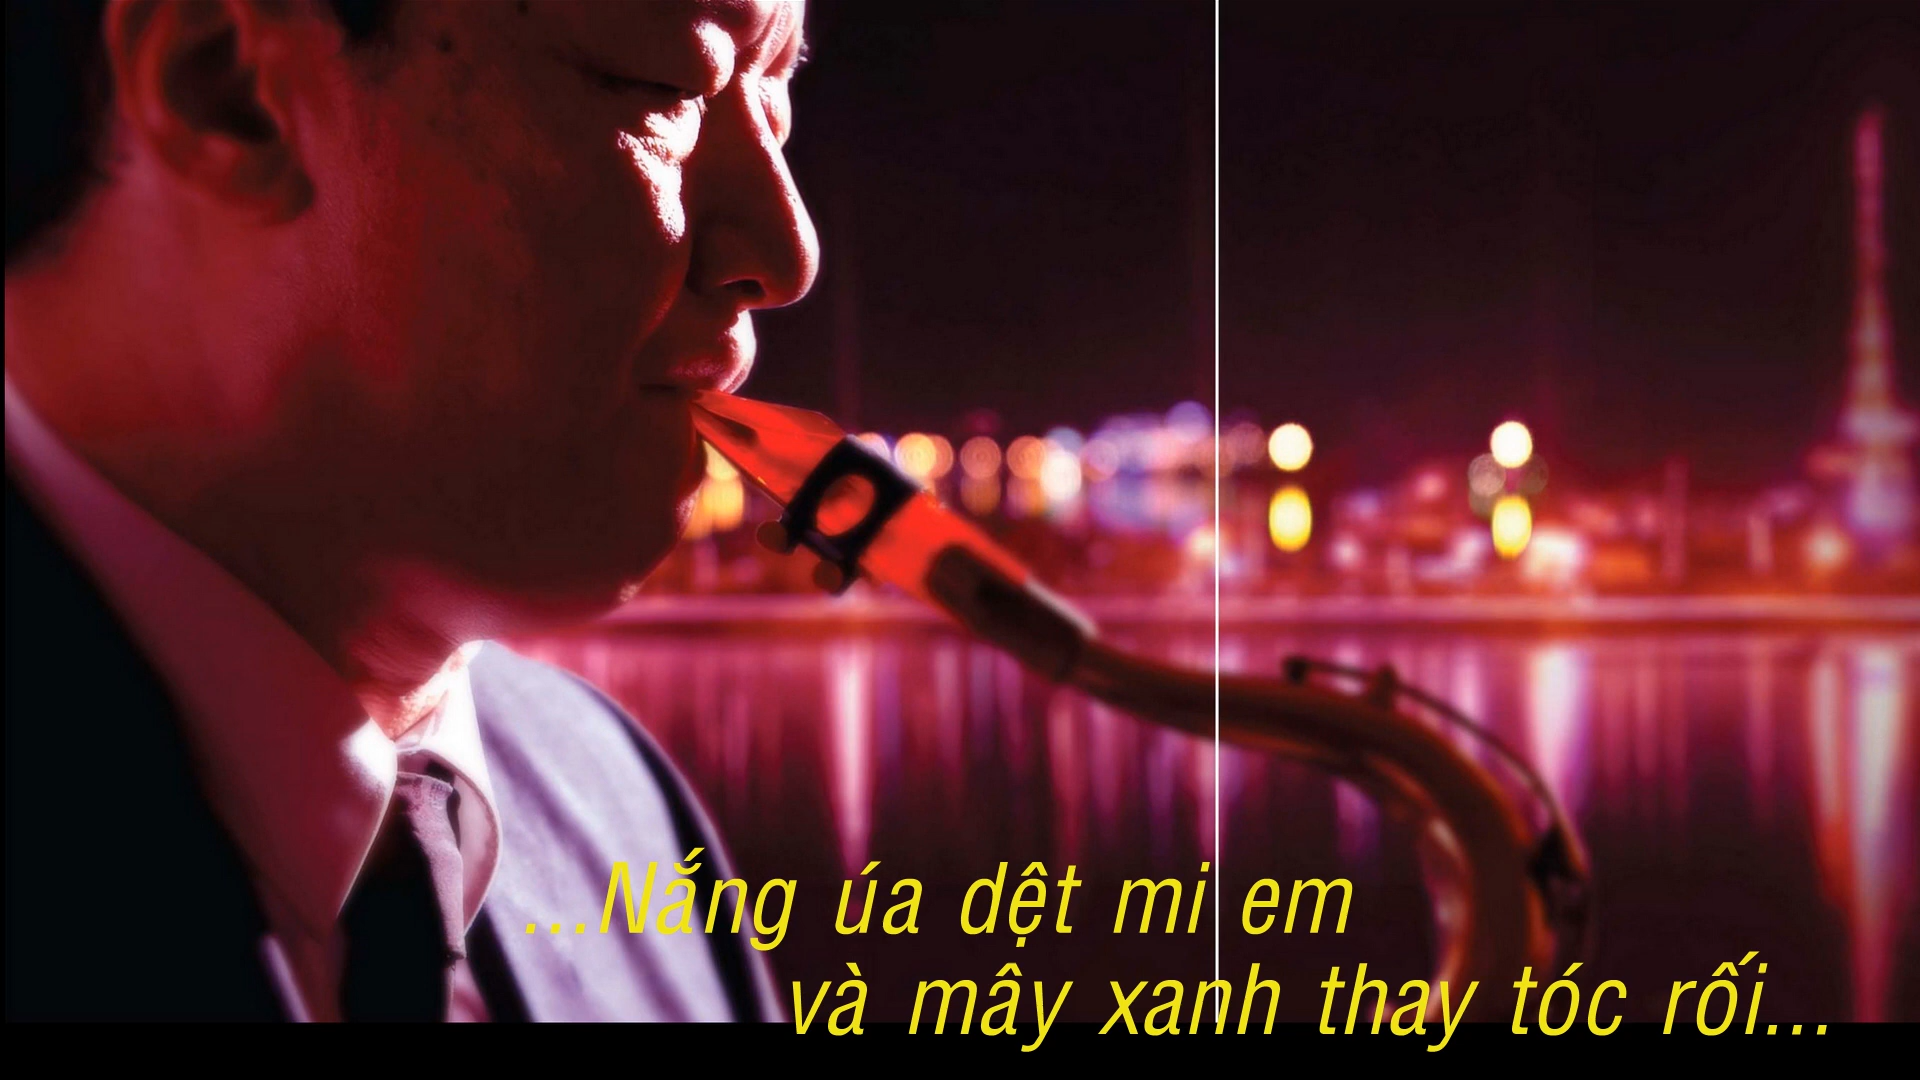 ...Nắng úa dệt mi em
và mây xanh thay tóc rối...